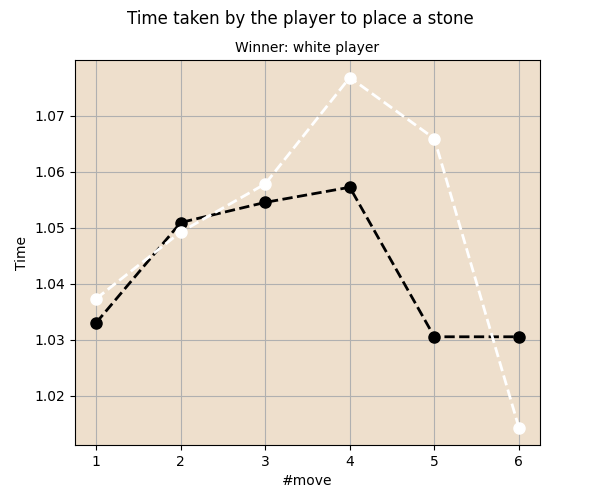 Time taken by the player to place a stone
Winner: white player
1.07
1.06
1.05
1.04
1.03
1.02
Time
1 2 3 4 5 6
#move